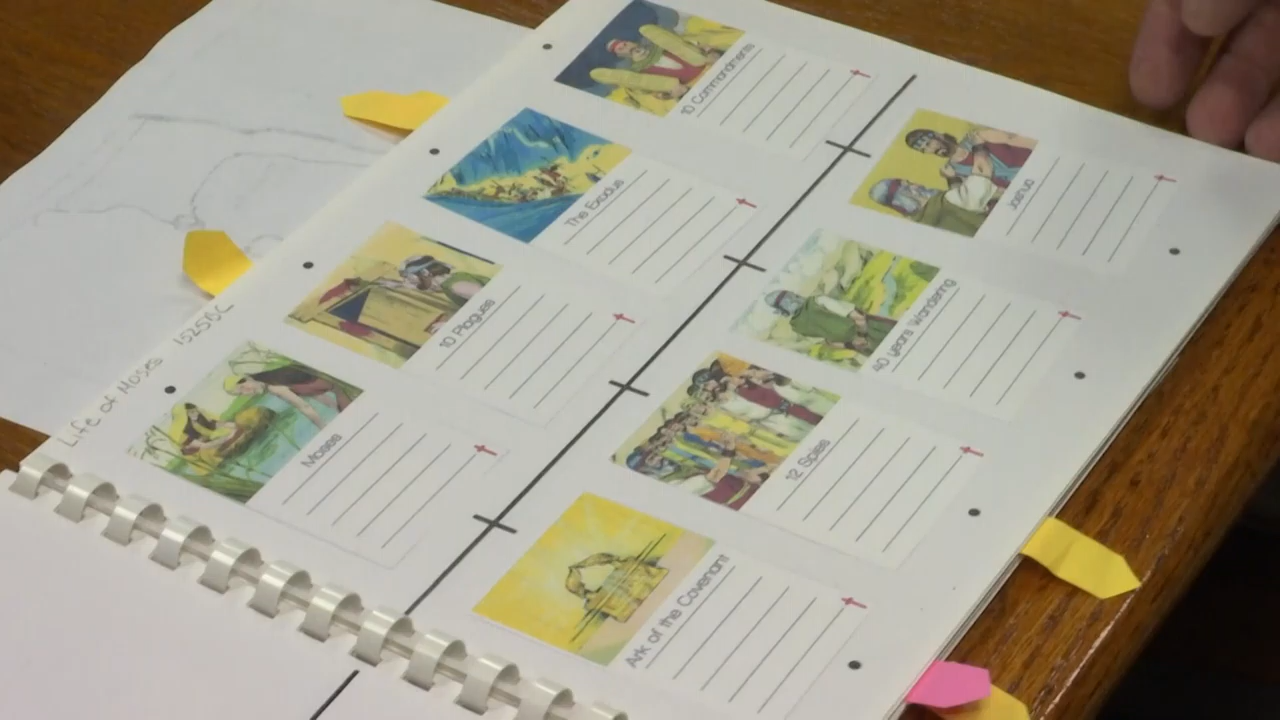 Life of Moses 1525BC
Moses
10 Plagues
The Exodus
10 Commandments
Ark of the Covenant
12 Spies
40 years Wandering
Joshua